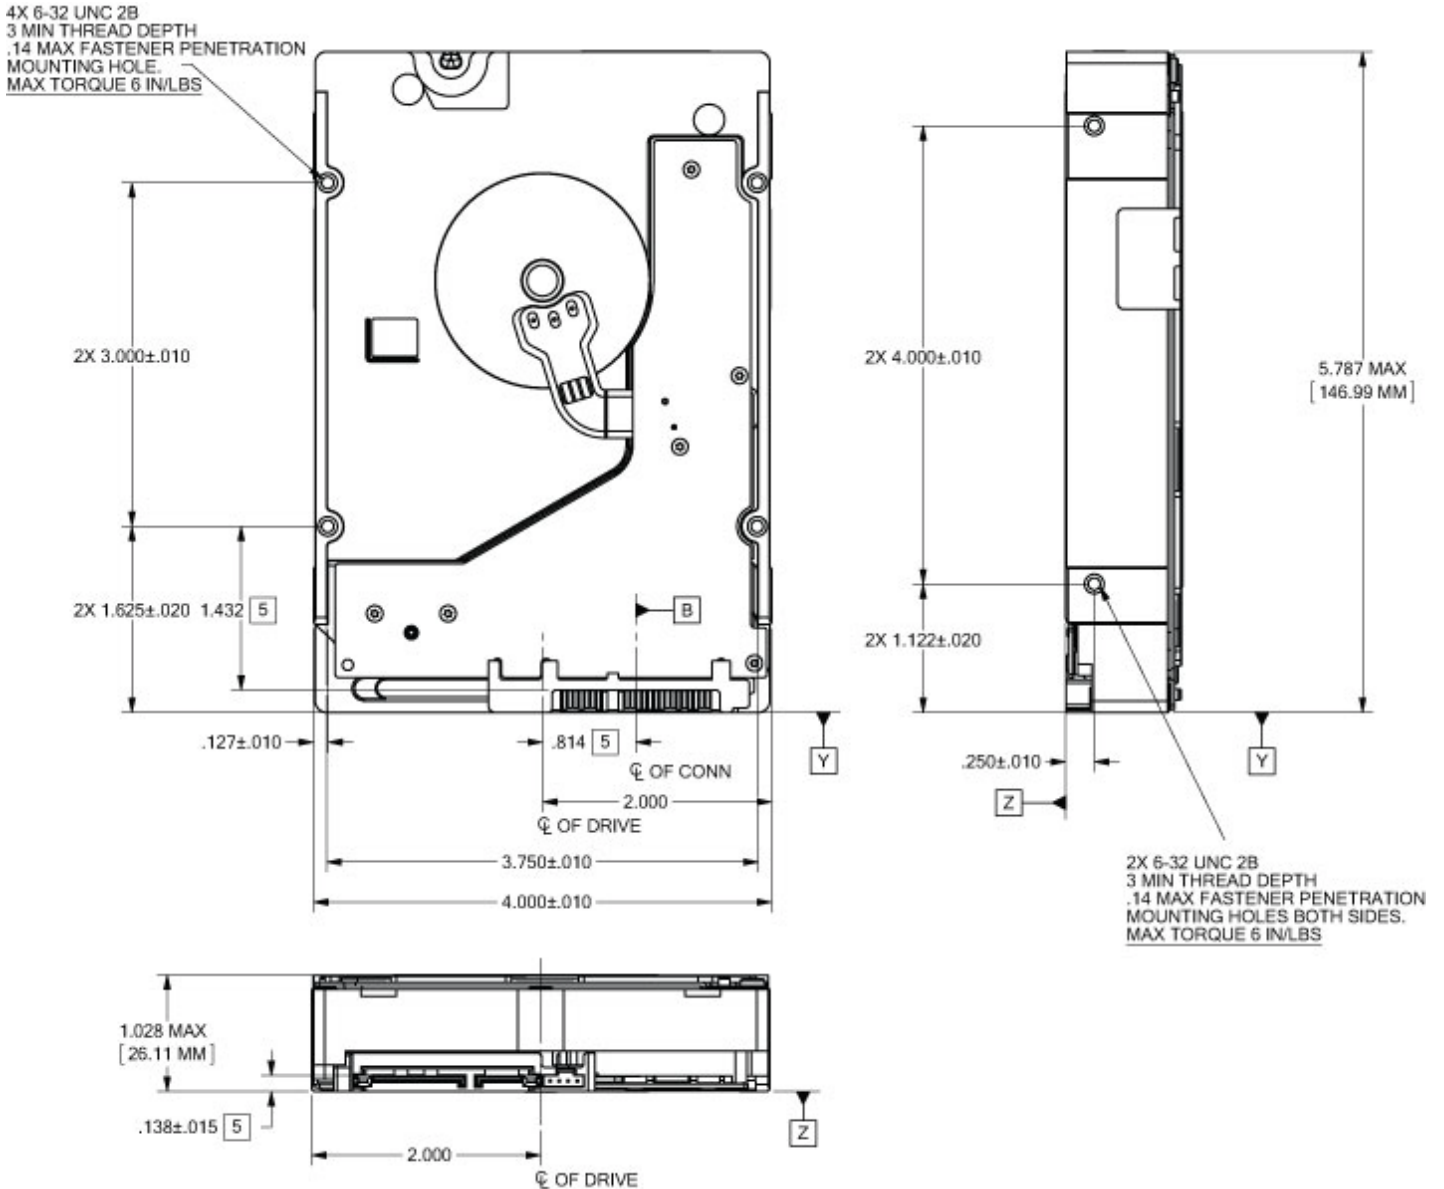 4X 6-32 UNC 2B
3 MIN THREAD DEPTH
.14 MAX FASTENER PENETRATION
MOUNTING HOLE.
MAX TORQUE 6 IN/LBS
2X 3.000±.010
2X 4.000±.010
5.787 MAX
[146.99 MM]
2X 1.625±.020 1.432 5
B
2X 1.122±.020
.127±.010
.814 5
℄ OF CONN
Y
.250±.010
Y
2.000
Z
℄ OF DRIVE
3.750±.010
4.000±.010
2X 6-32 UNC 2B
3 MIN THREAD DEPTH
.14 MAX FASTENER PENETRATION
MOUNTING HOLES BOTH SIDES.
MAX TORQUE 6 IN/LBS
1.028 MAX
[26.11 MM]
.138±.015 5
Z
2.000
℄ OF DRIVE